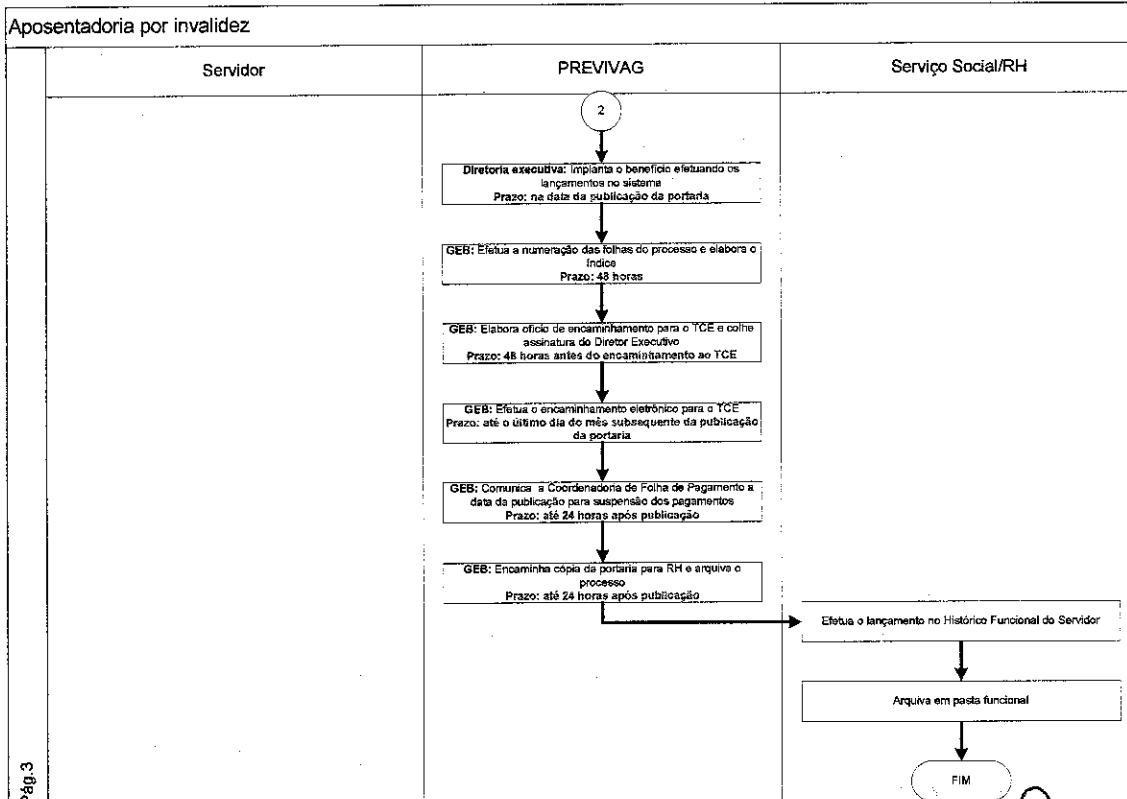 Aposentadoria por invalidez
Servidor
PREVIVAG
Serviço Social/RH
2
Diretoria executiva: Implanta o benefício efetuando os
lançamentos no sistema
Prazo: na data da publicação da portaria
GEB: Efetua a numeração das folhas do processo e elabora o
índice
Prazo: 48 horas
GEB: Elabora ofício de encaminhamento para o TCE e colhe
assinatura do Diretor Executivo
Prazo: 48 horas antes do encaminhamento ao TCE
GEB: Efetua o encaminhamento eletrônico para o TCE
Prazo: até o último dia do mês subsequente da publicação
da portaria
GEB: Comunica a Coordenadoria de Folha de Pagamento a
data da publicação para suspensão dos pagamentos
Prazo: até 24 horas após publicação
GEB: Encaminha cópia da portaria para RH e arquiva o
processo
Prazo: até 24 horas após publicação
Efetua o lançamento no Histórico Funcional do Servidor
Arquiva em pasta funcional
FIM
Pág.3